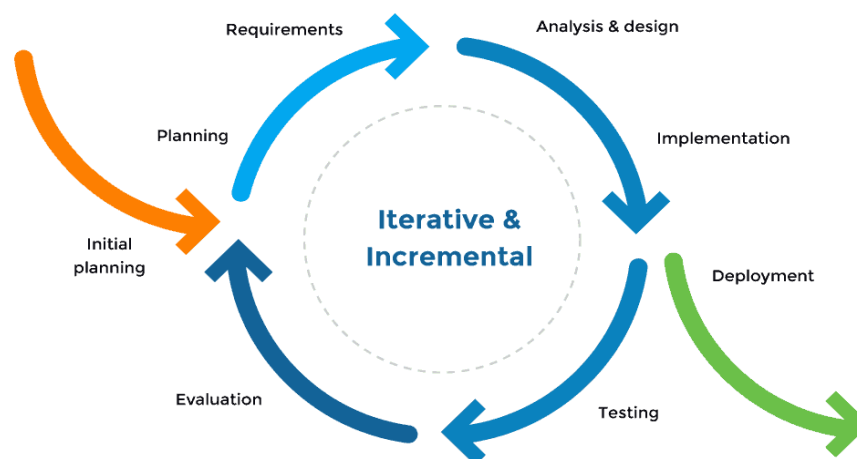 Requirements
Analysis & design
Planning
Implementation
Iterative &
Incremental
Initial
planning
Deployment
Evaluation
Testing